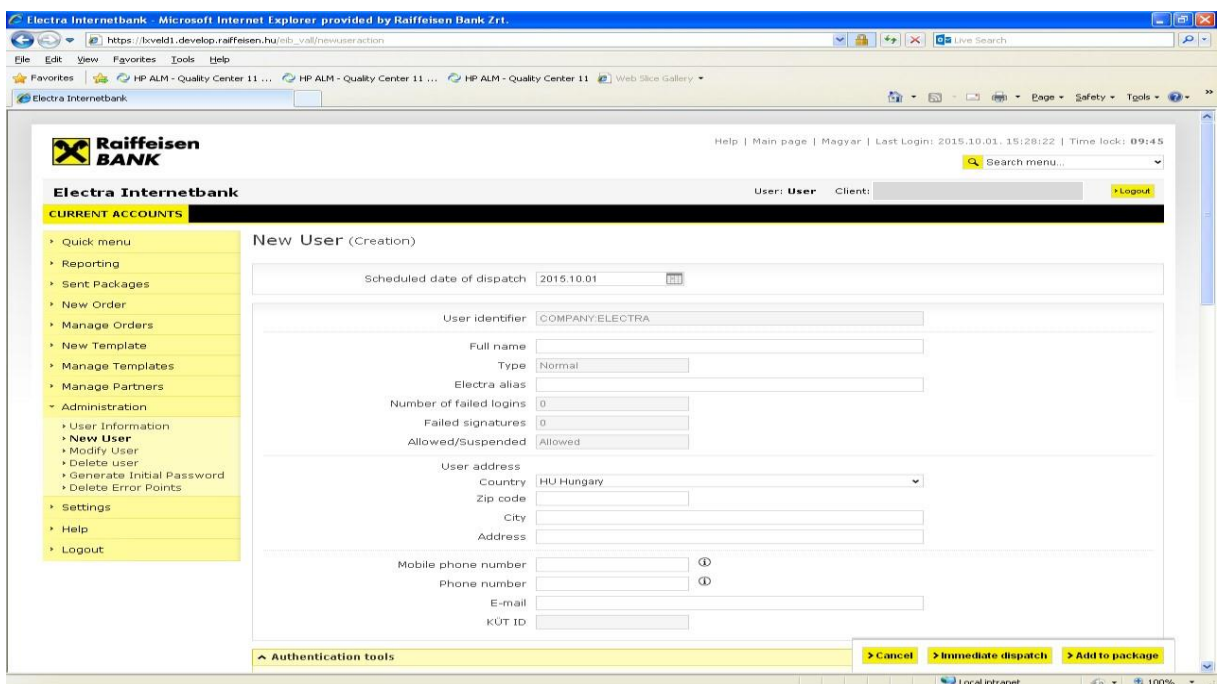 Electra Internetbank - Microsoft Internet Explorer provided by Raiffeisen Bank Zrt.
https://lxveld1.develop.raiffeisen.hu/eib_vall/newuseraction
Live Search
File Edit View Favorites Tools Help
Favorites HP ALM - Quality Center 11 ... HP ALM - Quality Center 11 ... HP ALM - Quality Center 11 Web Slice Gallery
Electra Internetbank
Page Safety Tools
Raiffeisen
BANK
Help | Main page | Magyar | Last Login: 2015.10.01. 15:28:22 | Time lock: 09:45
Search menu...
Electra Internetbank
User: User Client:
Logout
CURRENT ACCOUNTS
Quick menu
Reporting
Sent Packages
New Order
Manage Orders
New Template
Manage Templates
Manage Partners
Administration
User Information
New User
Modify User
Delete user
Generate Initial Password
Delete Error Points
Settings
Help
Logout
New User (Creation)
Scheduled date of dispatch 2015.10.01
User identifier COMPANY:ELECTRA
Full name
Type Normal
Electra alias
Number of failed logins 0
Failed signatures 0
Allowed/Suspended Allowed
User address
Country HU Hungary
Zip code
City
Address
Mobile phone number
Phone number
E-mail
KÜT ID
Authentication tools
Cancel Immediate dispatch Add to package
Local intranet 100%